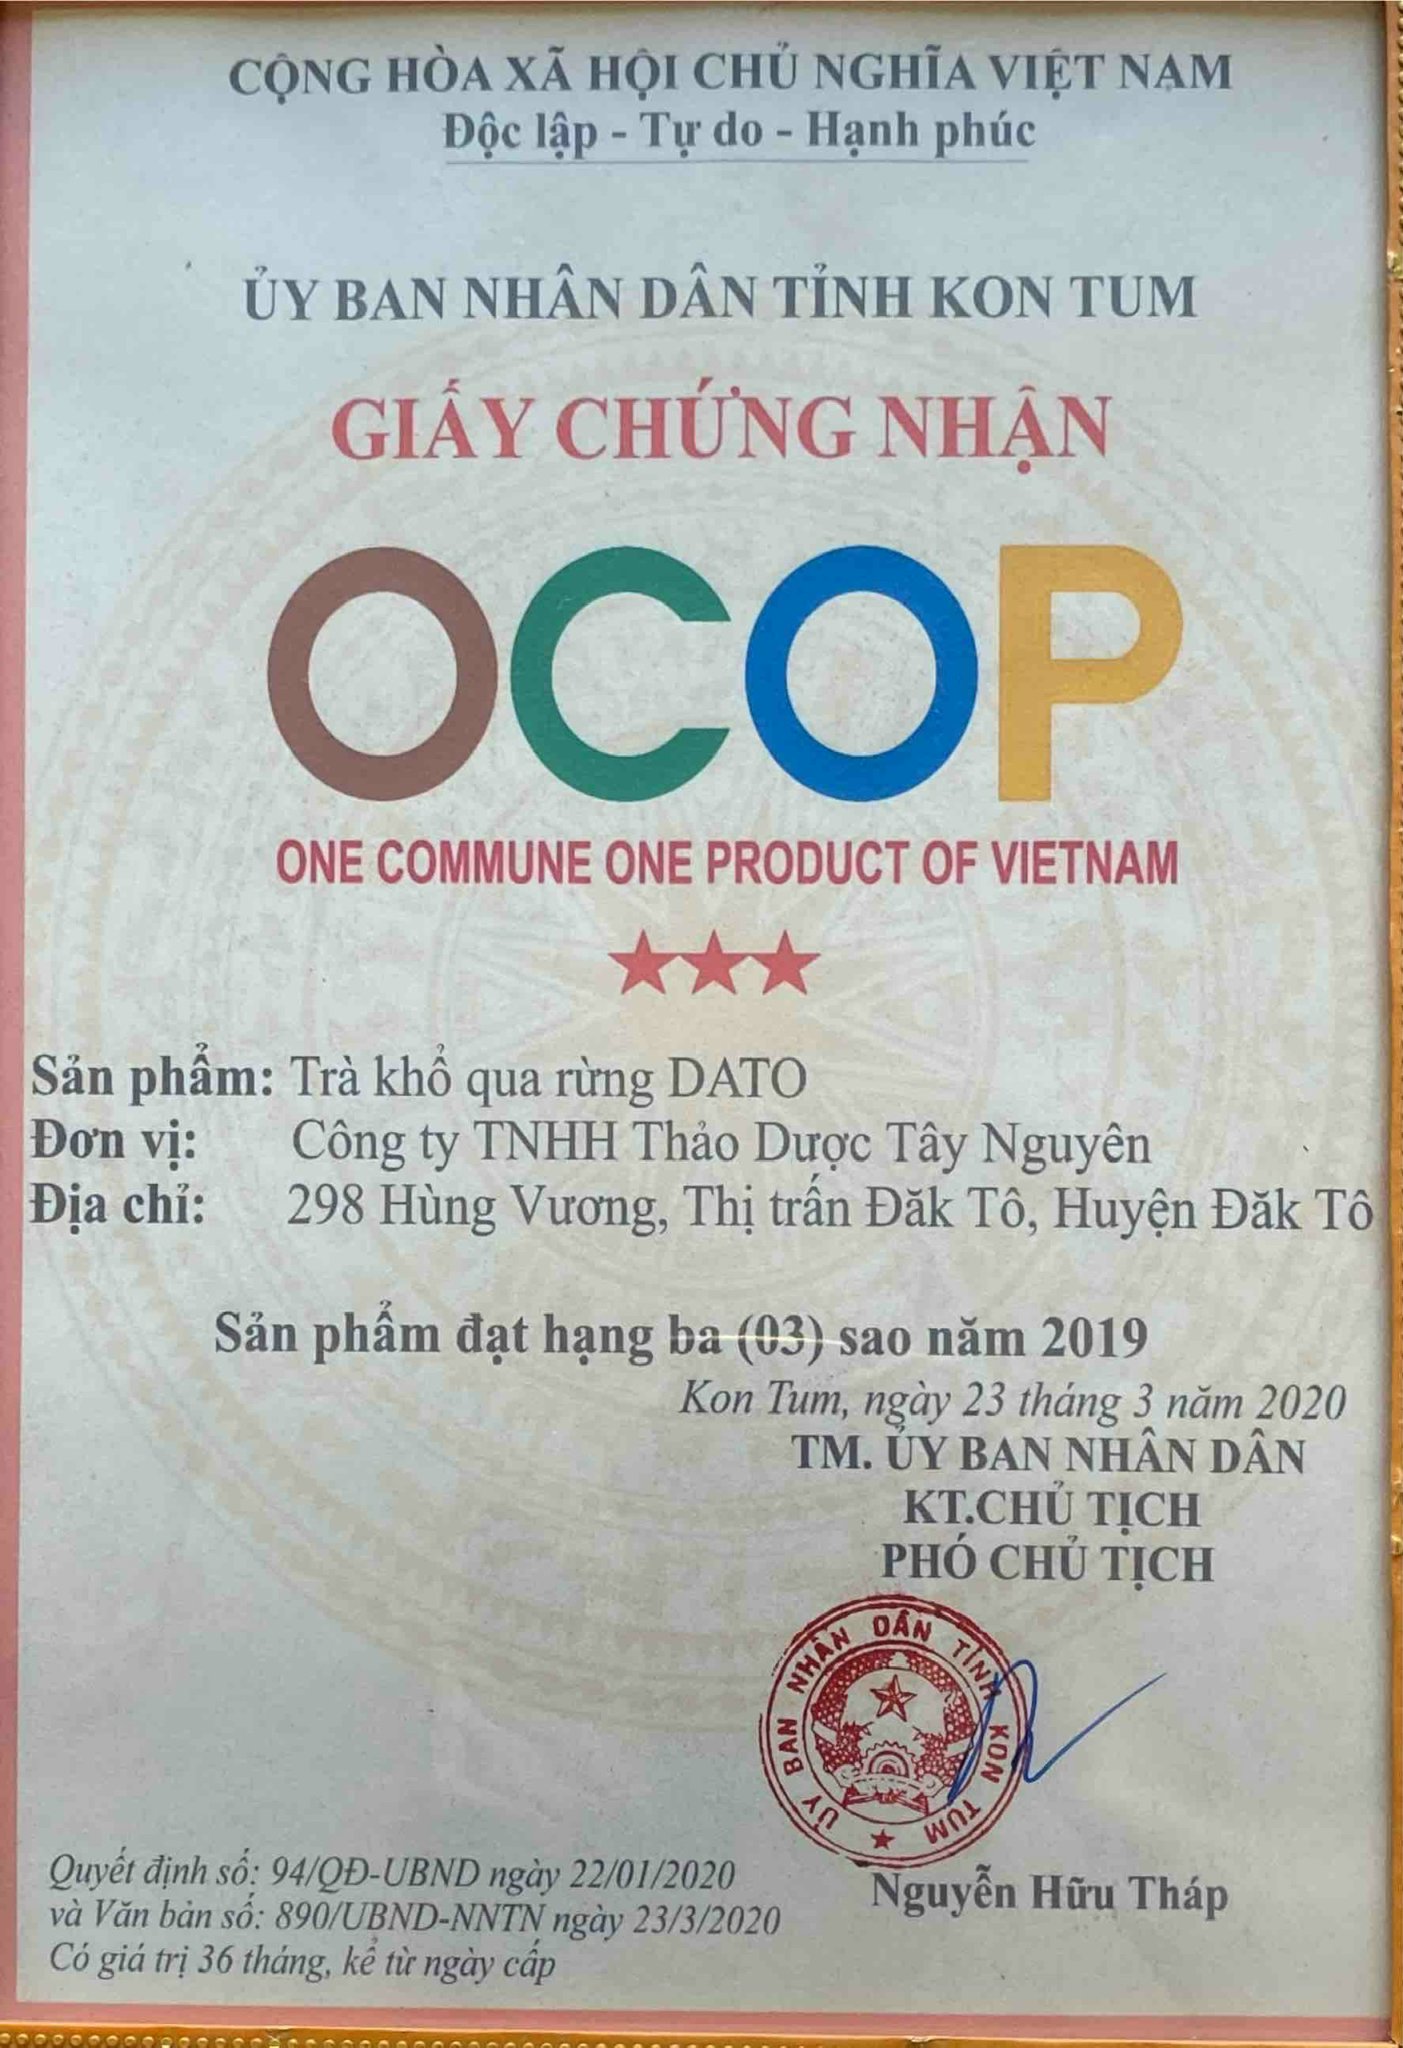 CỘNG HÒA XÃ HỘI CHỦ NGHĨA VIỆT NAM
Độc lập - Tự do - Hạnh phúc
ỦY BAN NHÂN DÂN TỈNH KON TUM
GIẤY CHỨNG NHẬN
OCOP
ONE COMMUNE ONE PRODUCT OF VIETNAM
Sản phẩm: Trà khổ qua rừng DATO
Đơn vị: Công ty TNHH Thảo Dược Tây Nguyên
Địa chỉ: 298 Hùng Vương, Thị trấn Đăk Tô, Huyện Đăk Tô
Sản phẩm đạt hạng ba (03) sao năm 2019
Kon Tum, ngày 23 tháng 3 năm 2020
TM. ỦY BAN NHÂN DÂN
KT.CHỦ TỊCH
PHÓ CHỦ TỊCH
ỦY BAN NHÂN DÂN TỈNH KON TUM
Nguyễn Hữu Tháp
Quyết định số: 94/QĐ-UBND ngày 22/01/2020
và Văn bản số: 890/UBND-NNTN ngày 23/3/2020
Có giá trị 36 tháng, kể từ ngày cấp